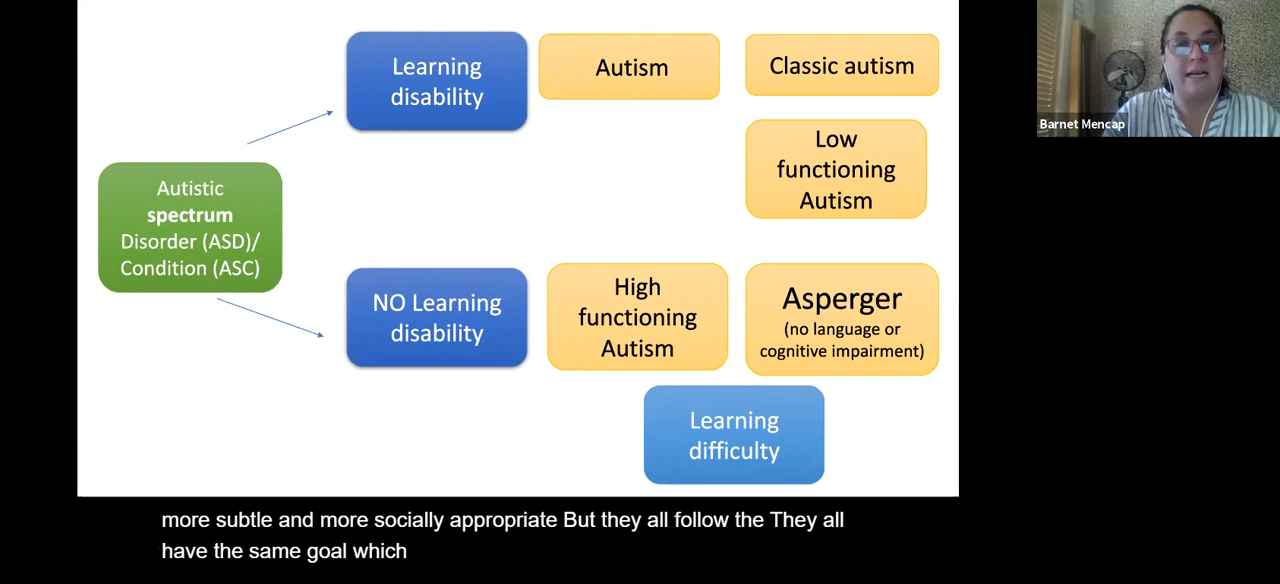 Learning
disability
Autism
Classic autism
Low
functioning
Autism
Autistic
spectrum
Disorder (ASD)/
Condition (ASC)
NO Learning
disability
High
functioning
Autism
Asperger
(no language or
cognitive impairment)
Learning
difficulty
Barnet Mencap
more subtle and more socially appropriate But they all follow the They all
have the same goal which